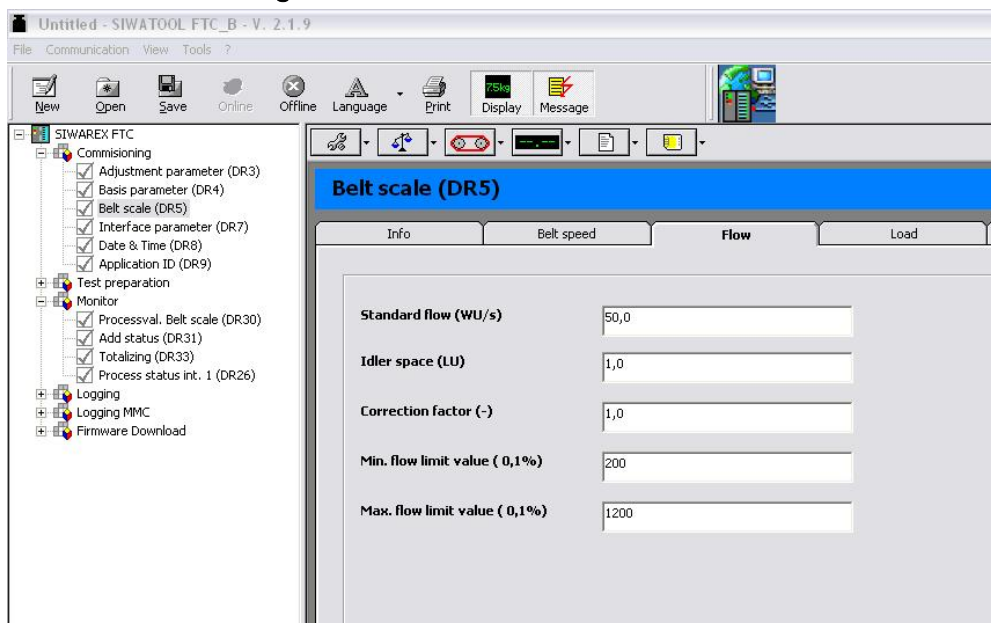 Untitled - SIWATOOL FTC_B - V. 2.1.9
File Communication View Tools ?
New Open Save Online Offline Language Print Display Message
7.5kg
SIWAREX FTC
Commisioning
Adjustment parameter (DR3)
Basis parameter (DR4)
Belt scale (DR5)
Interface parameter (DR7)
Date & Time (DR8)
Application ID (DR9)
Test preparation
Monitor
Processval. Belt scale (DR30)
Add status (DR31)
Totalizing (DR33)
Process status int. 1 (DR26)
Logging
Logging MMC
Firmware Download
Belt scale (DR5)
Info Belt speed Flow Load
Standard flow (WU/s) 50,0
Idler space (LU) 1,0
Correction factor (-) 1,0
Min. flow limit value ( 0,1%) 200
Max. flow limit value ( 0,1%) 1200